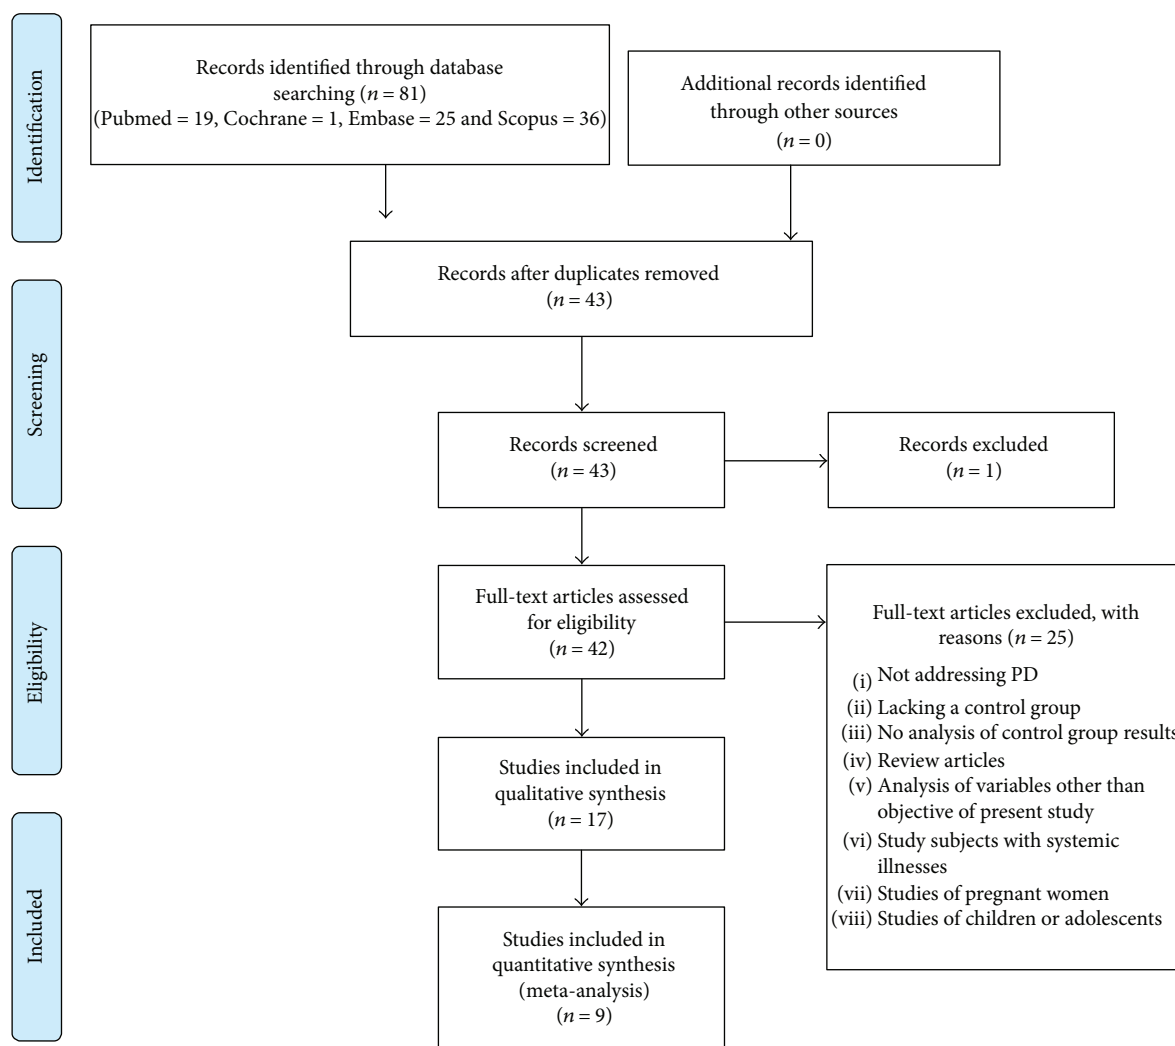 Identification
Records identified through database
searching (n = 81)
(Pubmed = 19, Cochrane = 1, Embase = 25 and Scopus = 36)
Additional records identified
through other sources
(n = 0)
Records after duplicates removed
(n = 43)
Screening
Records screened
(n = 43)
Records excluded
(n = 1)
Eligibility
Full-text articles assessed
for eligibility
(n = 42)
Full-text articles excluded, with
reasons (n = 25)
(i) Not addressing PD
(ii) Lacking a control group
(iii) No analysis of control group results
(iv) Review articles
(v) Analysis of variables other than
objective of present study
(vi) Study subjects with systemic
illnesses
(vii) Studies of pregnant women
(viii) Studies of children or adolescents
Studies included in
qualitative synthesis
(n = 17)
Included
Studies included in
quantitative synthesis
(meta-analysis)
(n = 9)